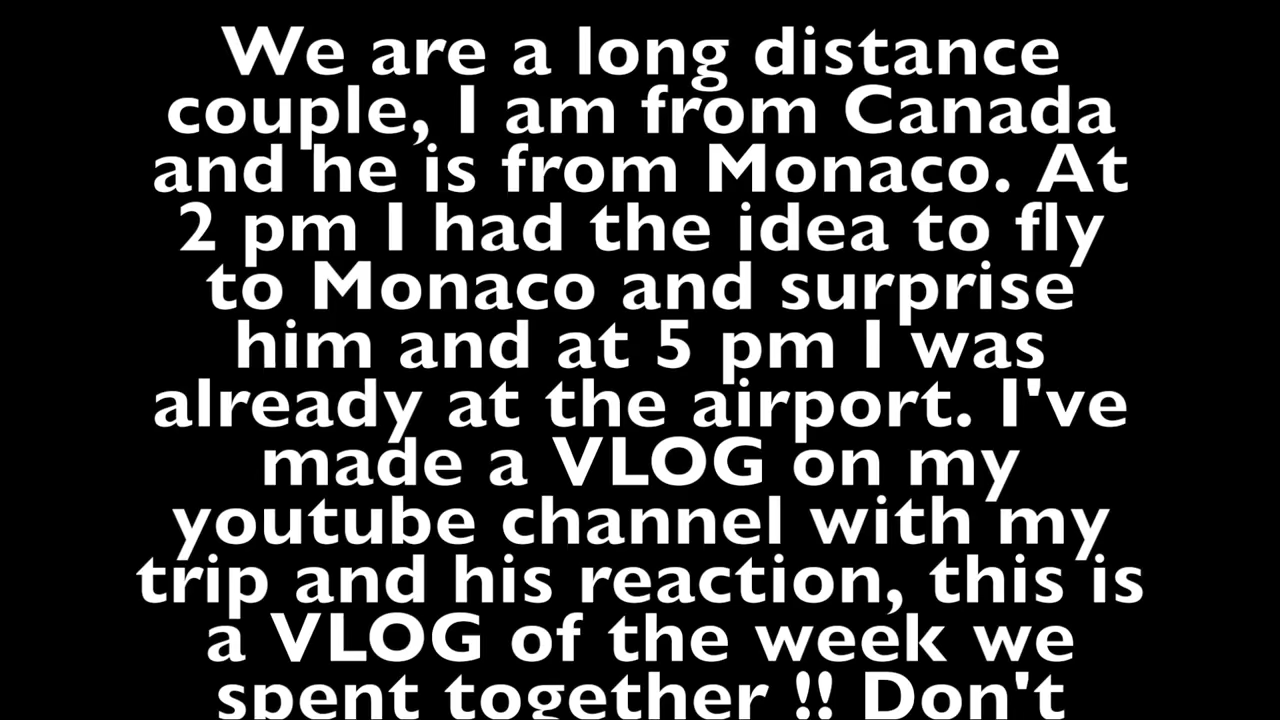 We are a long distance
couple, I am from Canada
and he is from Monaco. At
2 pm I had the idea to fly
to Monaco and surprise
him and at 5 pm I was
already at the airport. I've
made a VLOG on my
youtube channel with my
trip and his reaction, this is
a VLOG of the week we
spent together !! Don't